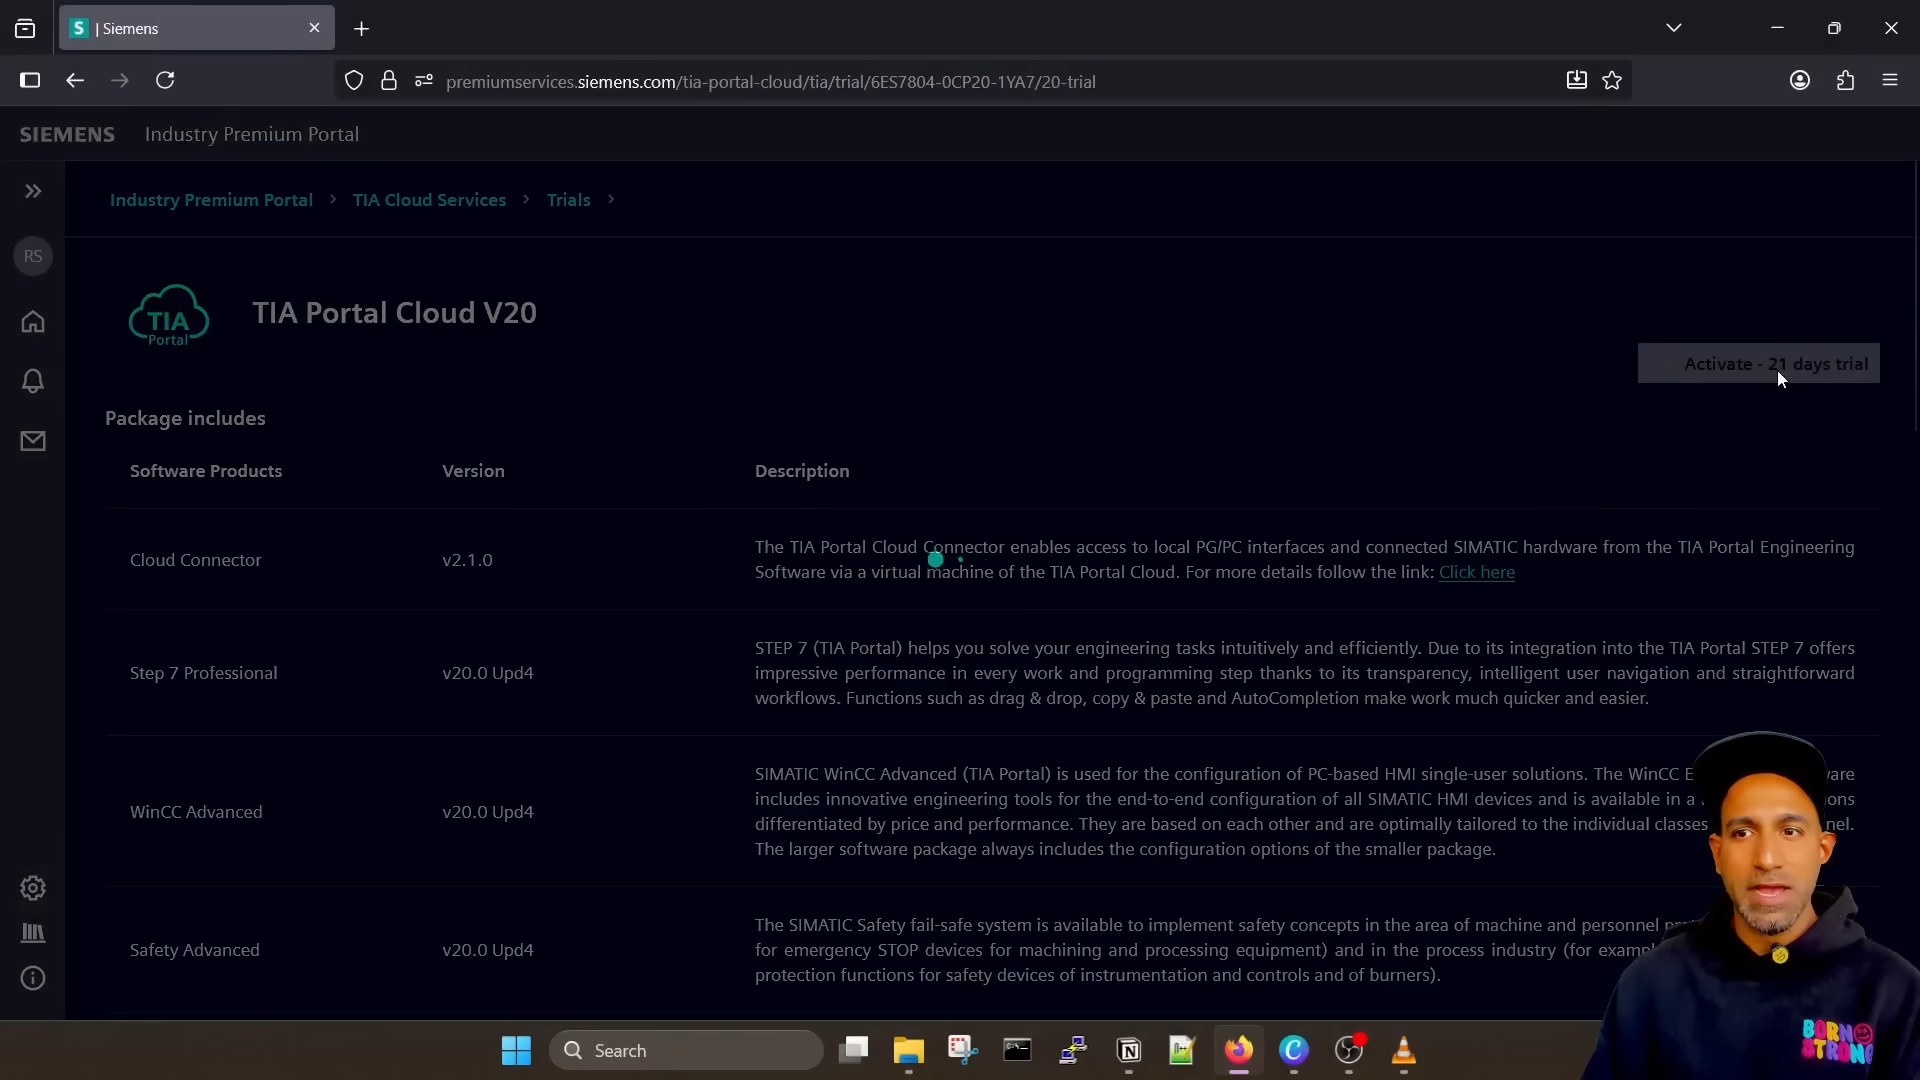 S | Siemens
premiumservices.siemens.com/tia-portal-cloud/tia/trial/6ES7804-0CP20-1YA7/20-trial
SIEMENS Industry Premium Portal
Industry Premium Portal > TIA Cloud Services > Trials >
RS
TIA Portal
TIA Portal Cloud V20
Activate - 21 days trial
Package includes
Software Products Version Description
Cloud Connector v2.1.0 The TIA Portal Cloud Connector enables access to local PG/PC interfaces and connected SIMATIC hardware from the TIA Portal Engineering
Software via a virtual machine of the TIA Portal Cloud. For more details follow the link: Click here
Step 7 Professional v20.0 Upd4 STEP 7 (TIA Portal) helps you solve your engineering tasks intuitively and efficiently. Due to its integration into the TIA Portal STEP 7 offers
impressive performance in every work and programming step thanks to its transparency, intelligent user navigation and straightforward
workflows. Functions such as drag & drop, copy & paste and AutoCompletion make work much quicker and easier.
WinCC Advanced v20.0 Upd4 SIMATIC WinCC Advanced (TIA Portal) is used for the configuration of PC-based HMI single-user solutions. The WinCC
includes innovative engineering tools for the end-to-end configuration of all SIMATIC HMI devices and is available in a
differentiated by price and performance. They are based on each other and are optimally tailored to the individual classes
The larger software package always includes the configuration options of the smaller package.
Safety Advanced v20.0 Upd4 The SIMATIC Safety fail-safe system is available to implement safety concepts in the area of machine and personnel
for emergency STOP devices for machining and processing equipment) and in the process industry (for
protection functions for safety devices of instrumentation and controls and of burners).
Search
BORN
STRONG